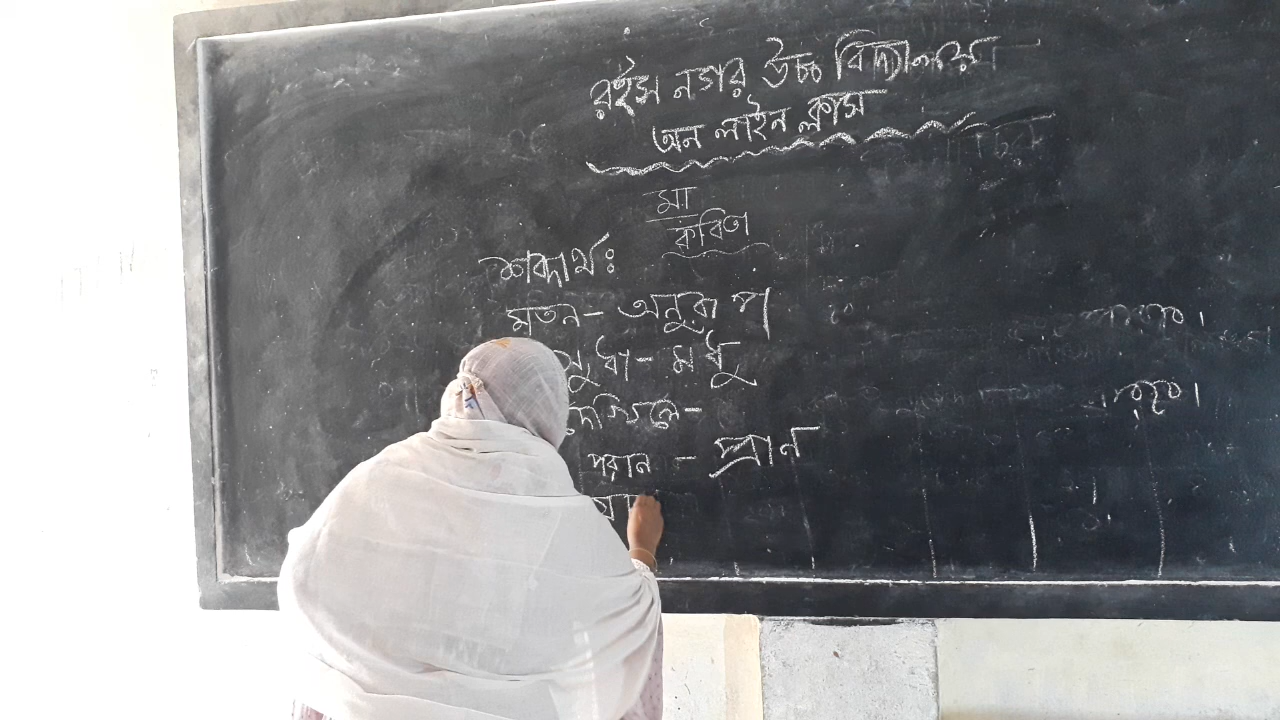 রইস নগর উচ্চ বিদ্যালয়
অন লাইন ক্লাস
মা
কবিতা
শব্দার্থঃ
মতন - অনুরূপ
সুধা - মধু
দেখিলে -
পরান - প্রান